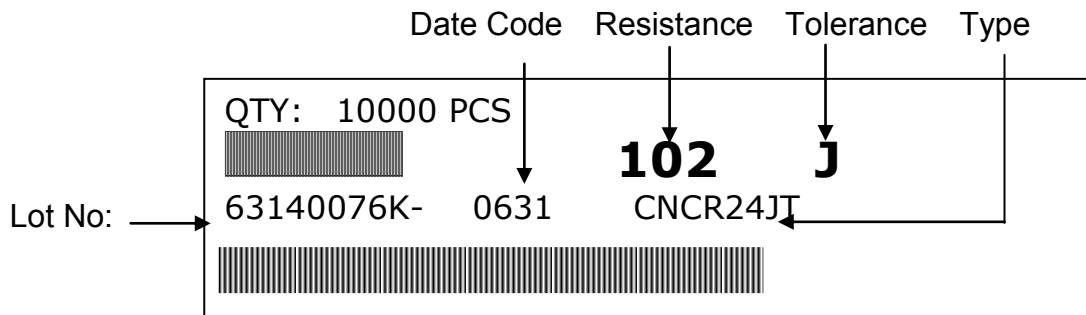 Date Code Resistance Tolerance Type
QTY: 10000 PCS
102 J
Lot No: 63140076K- 0631 CNCR24JT